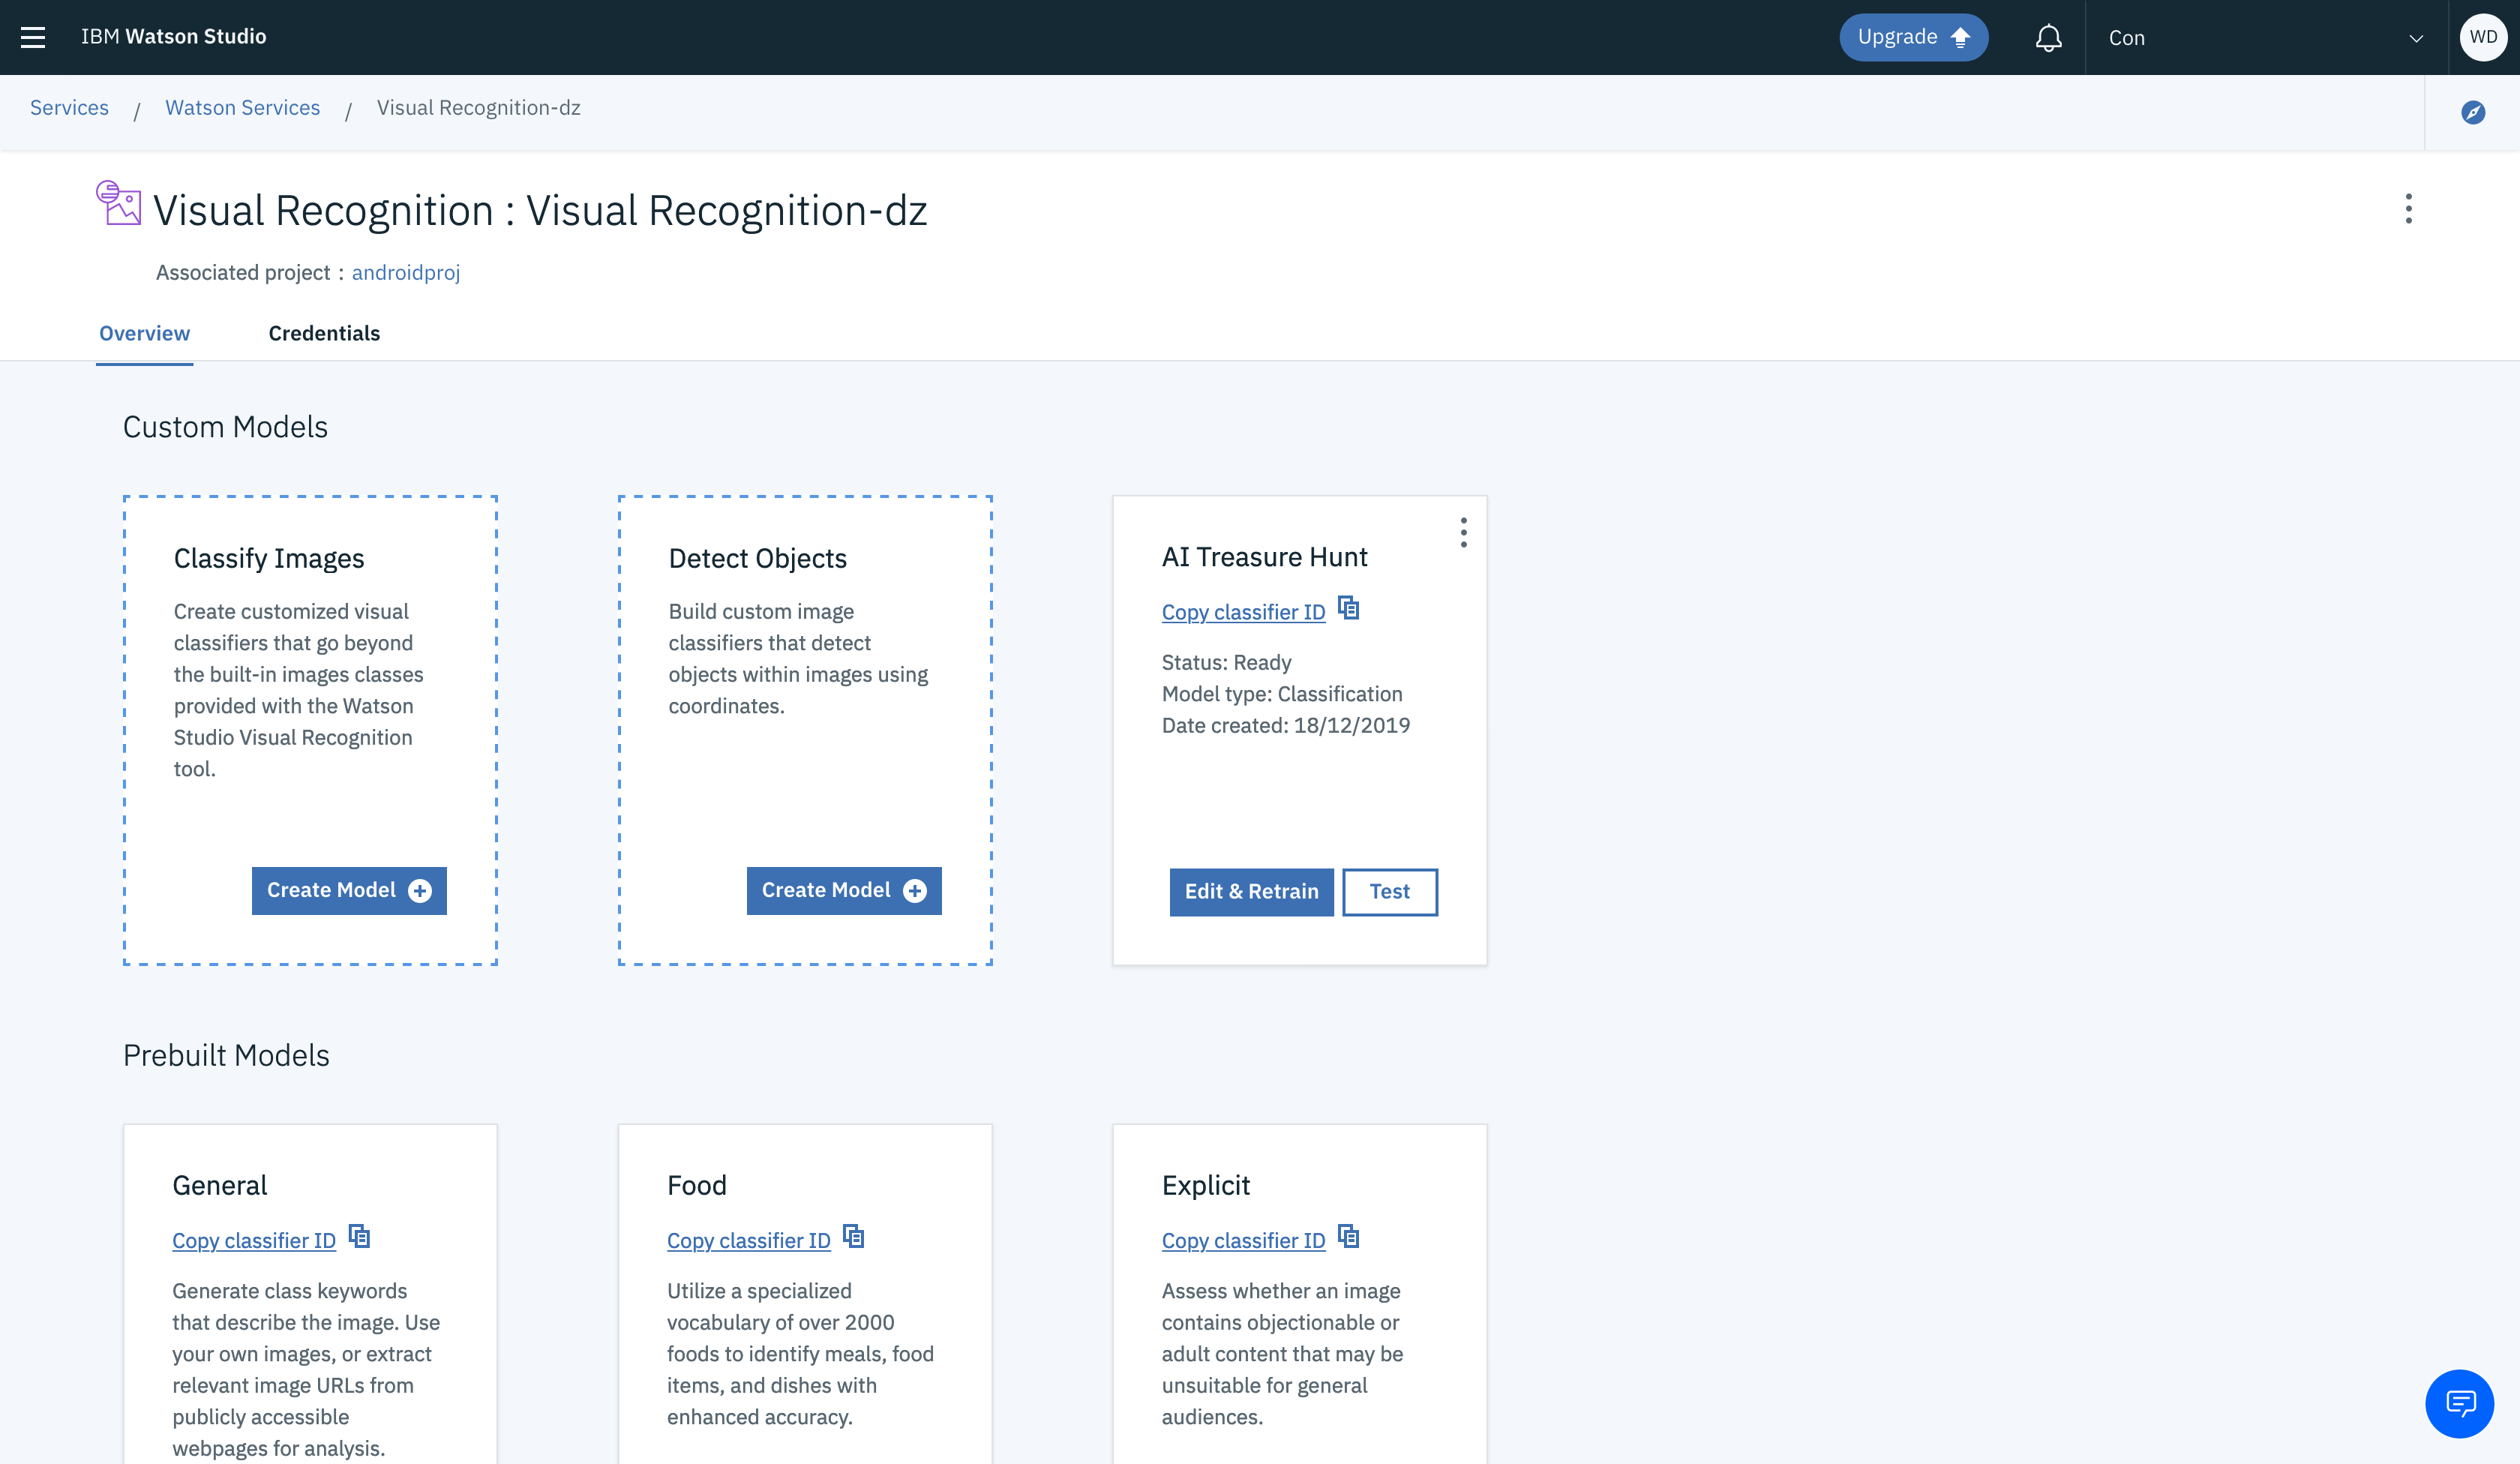 IBM Watson Studio
Upgrade
Con
WD
Services / Watson Services / Visual Recognition-dz
Visual Recognition : Visual Recognition-dz
Associated project : androidproj
Overview
Credentials
Custom Models
Classify Images
Create customized visual
classifiers that go beyond
the built-in images classes
provided with the Watson
Studio Visual Recognition
tool.
Create Model
Detect Objects
Build custom image
classifiers that detect
objects within images using
coordinates.
Create Model
AI Treasure Hunt
Copy classifier ID
Status: Ready
Model type: Classification
Date created: 18/12/2019
Edit & Retrain
Test
Prebuilt Models
General
Copy classifier ID
Generate class keywords
that describe the image. Use
your own images, or extract
relevant image URLs from
publicly accessible
webpages for analysis.
Food
Copy classifier ID
Utilize a specialized
vocabulary of over 2000
foods to identify meals, food
items, and dishes with
enhanced accuracy.
Explicit
Copy classifier ID
Assess whether an image
contains objectionable or
adult content that may be
unsuitable for general
audiences.